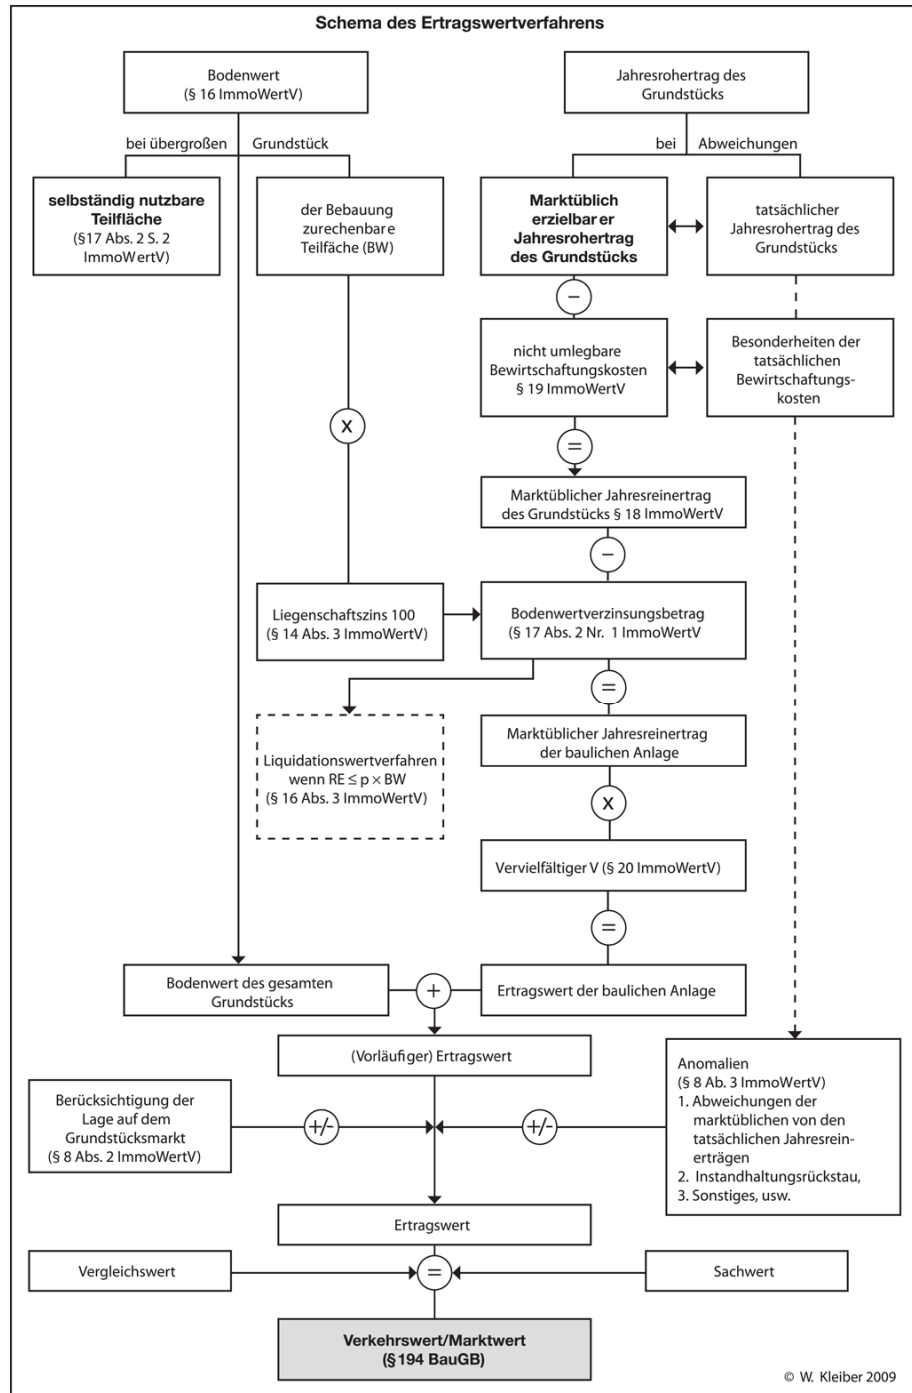 Schema des Ertragswertverfahrens
Bodenwert
(§ 16 ImmoWertV)
Jahresrohertrag des
Grundstücks
bei übergroßen Grundstück
bei Abweichungen
selbständig nutzbare
Teilfläche
(§17 Abs. 2 S. 2
ImmoWertV)
der Bebauung
zurechenbare
Teilfäche (BW)
Marktüblich
erzielbarer
Jahresrohertrag
des Grundstücks
tatsächlicher
Jahresrohertrag des
Grundstücks
–
nicht umlegbare
Bewirtschaftungskosten
§ 19 ImmoWertV
Besonderheiten der
tatsächlichen
Bewirtschaftungs-
kosten
x
=
Marktüblicher Jahresreinertrag
des Grundstücks § 18 ImmoWertV
–
Liegenschaftszins 100
(§ 14 Abs. 3 ImmoWertV)
Bodenwertverzinsungsbetrag
(§ 17 Abs. 2 Nr. 1 ImmoWertV
=
Liquidationswertverfahren
wenn RE ≤ p × BW
(§ 16 Abs. 3 ImmoWertV)
Marktüblicher Jahresreinertrag
der baulichen Anlage
x
Vervielfältiger V (§ 20 ImmoWertV)
=
Bodenwert des gesamten
Grundstücks
+
Ertragswert der baulichen Anlage
(Vorläufiger) Ertragswert
Berücksichtigung der
Lage auf dem
Grundstücksmarkt
(§ 8 Abs. 2 ImmoWertV)
+/-
+/-
Anomalien
(§ 8 Ab. 3 ImmoWertV)
1. Abweichungen der
marktüblichen von den
tatsächlichen Jahresrein-
erträgen
2. Instandhaltungsrückstau,
3. Sonstiges, usw.
Ertragswert
Vergleichswert
=
Sachwert
Verkehrswert/Marktwert
(§ 194 BauGB)
© W. Kleiber 2009